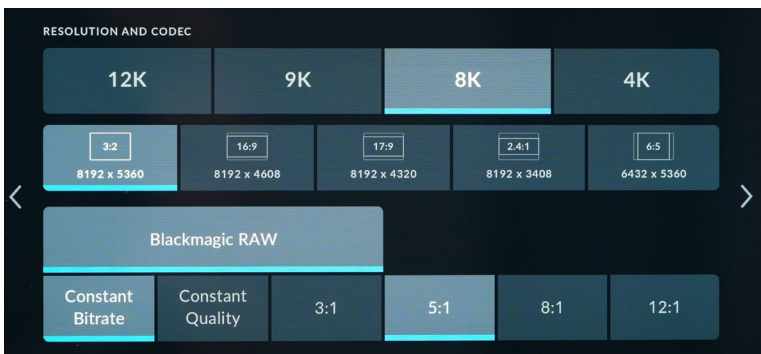 RESOLUTION AND CODEC
12K
9K
8K
4K
3:2
8192 x 5360
16:9
8192 x 4608
17:9
8192 x 4320
2.4:1
8192 x 3408
6:5
6432 x 5360
Blackmagic RAW
Constant
Bitrate
Constant
Quality
3:1
5:1
8:1
12:1